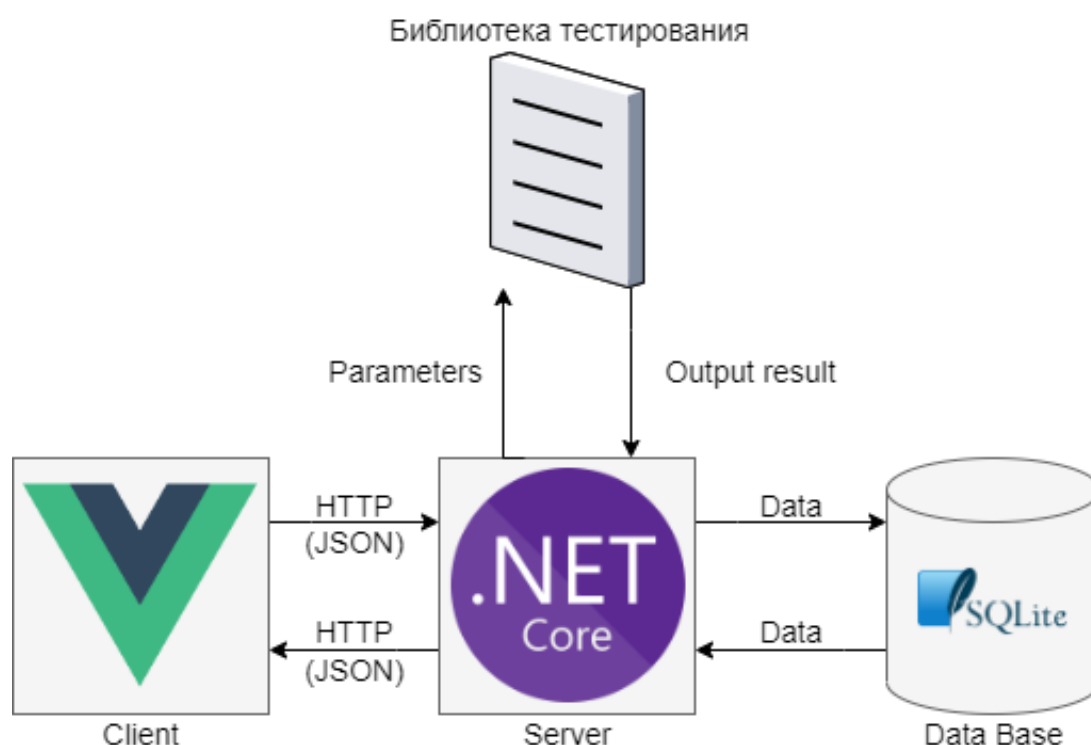 Библиотека тестирования
Parameters
Output result
HTTP
(JSON)
HTTP
(JSON)
.NET
Core
Data
Data
SQLite
Client
Server
Data Base